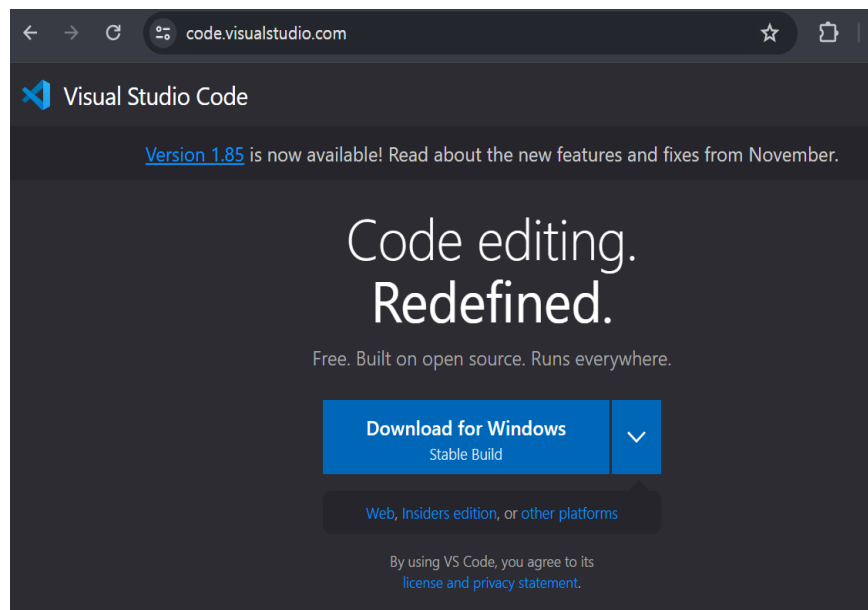 code.visualstudio.com
Visual Studio Code
Version 1.85 is now available! Read about the new features and fixes from November.
Code editing.
Redefined.
Free. Built on open source. Runs everywhere.
Download for Windows
Stable Build
Web, Insiders edition, or other platforms
By using VS Code, you agree to its
license and privacy statement.